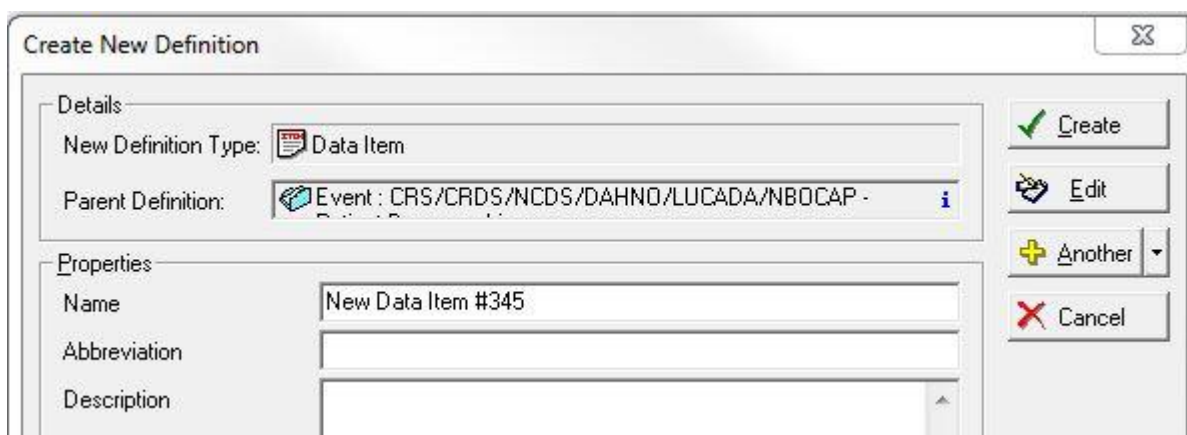 Create New Definition
Details
New Definition Type: Data Item
Parent Definition: Event : CRS/CRDS/NCDS/DAHNO/LUCADA/NBOCAP -
Properties
Name New Data Item #345
Abbreviation
Description
Create
Edit
Another
Cancel